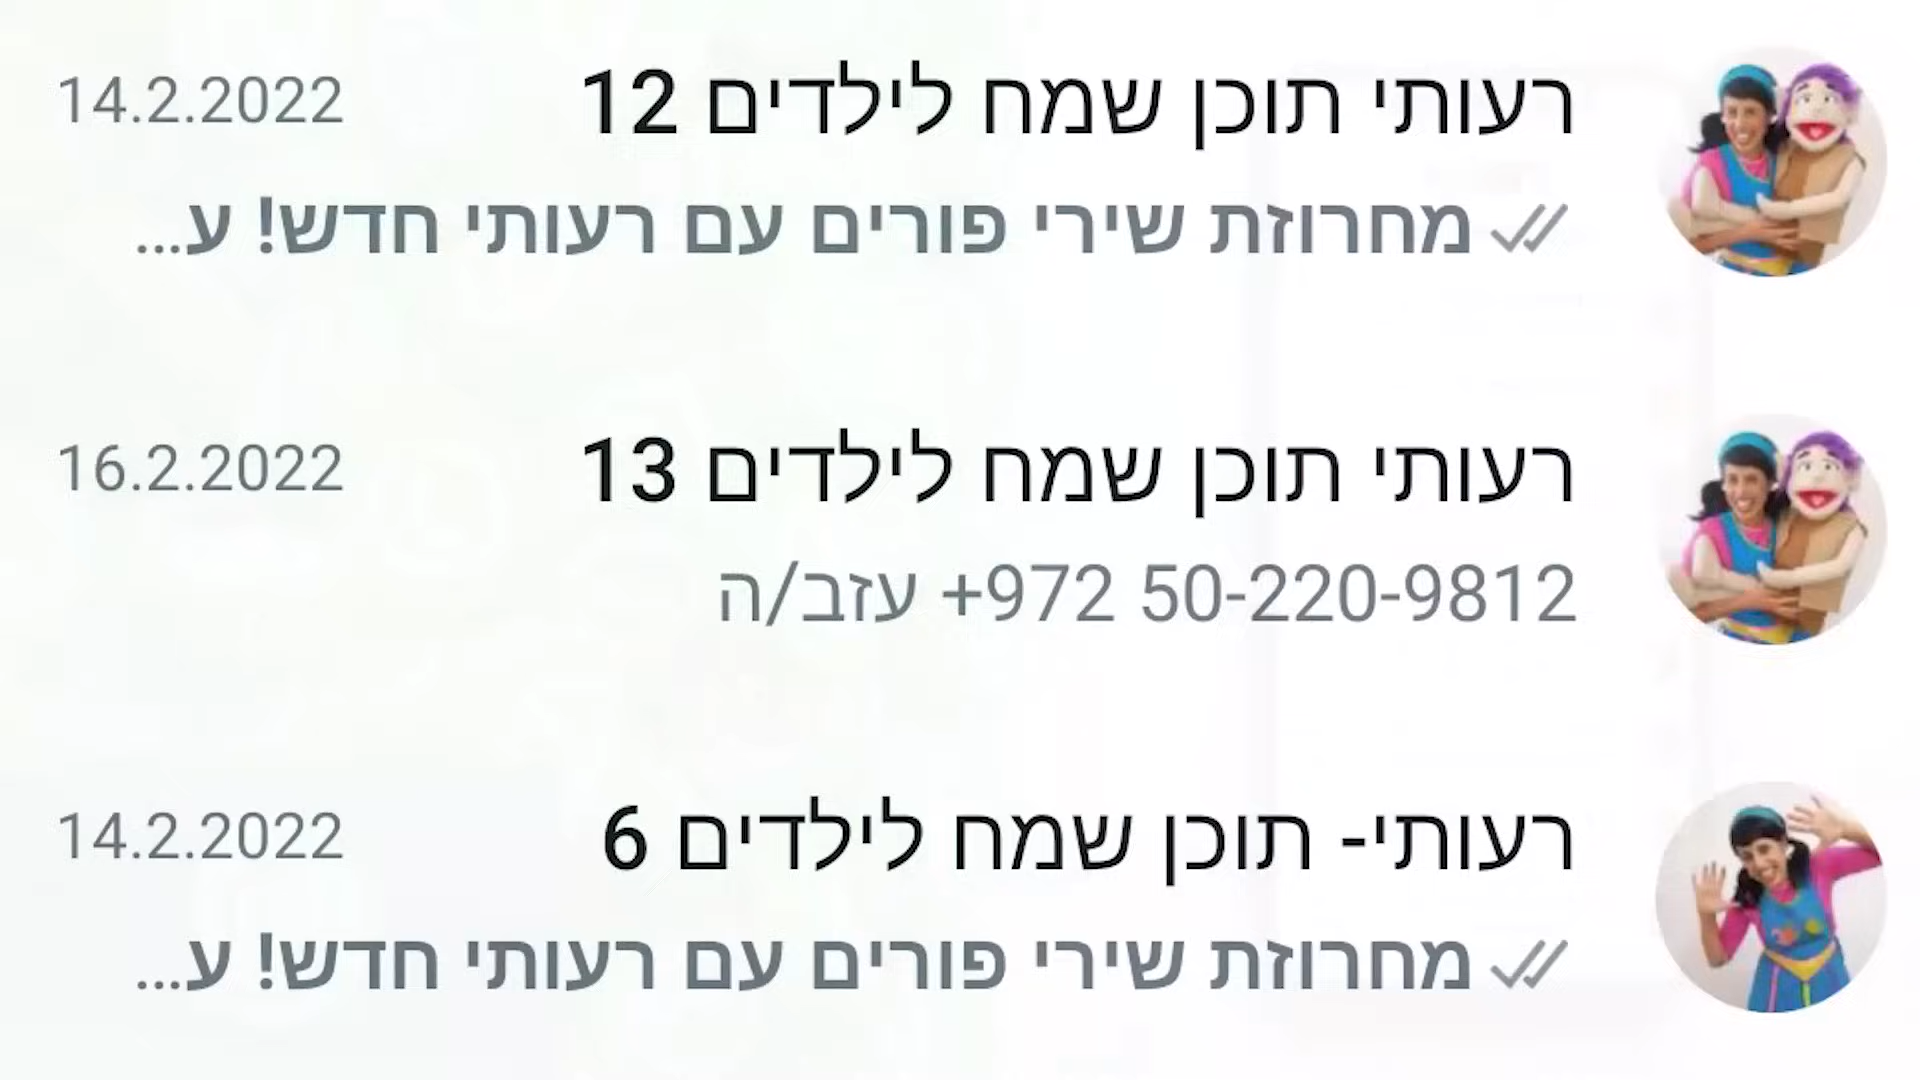 רעותי תוכן שמח לילדים 12
14.2.2022
מחרוזת שירי פורים עם רעותי חדש! ע...
רעותי תוכן שמח לילדים 13
16.2.2022
+972 50-220-9812 עזב/ה
רעותי- תוכן שמח לילדים 6
14.2.2022
מחרוזת שירי פורים עם רעותי חדש! ע...